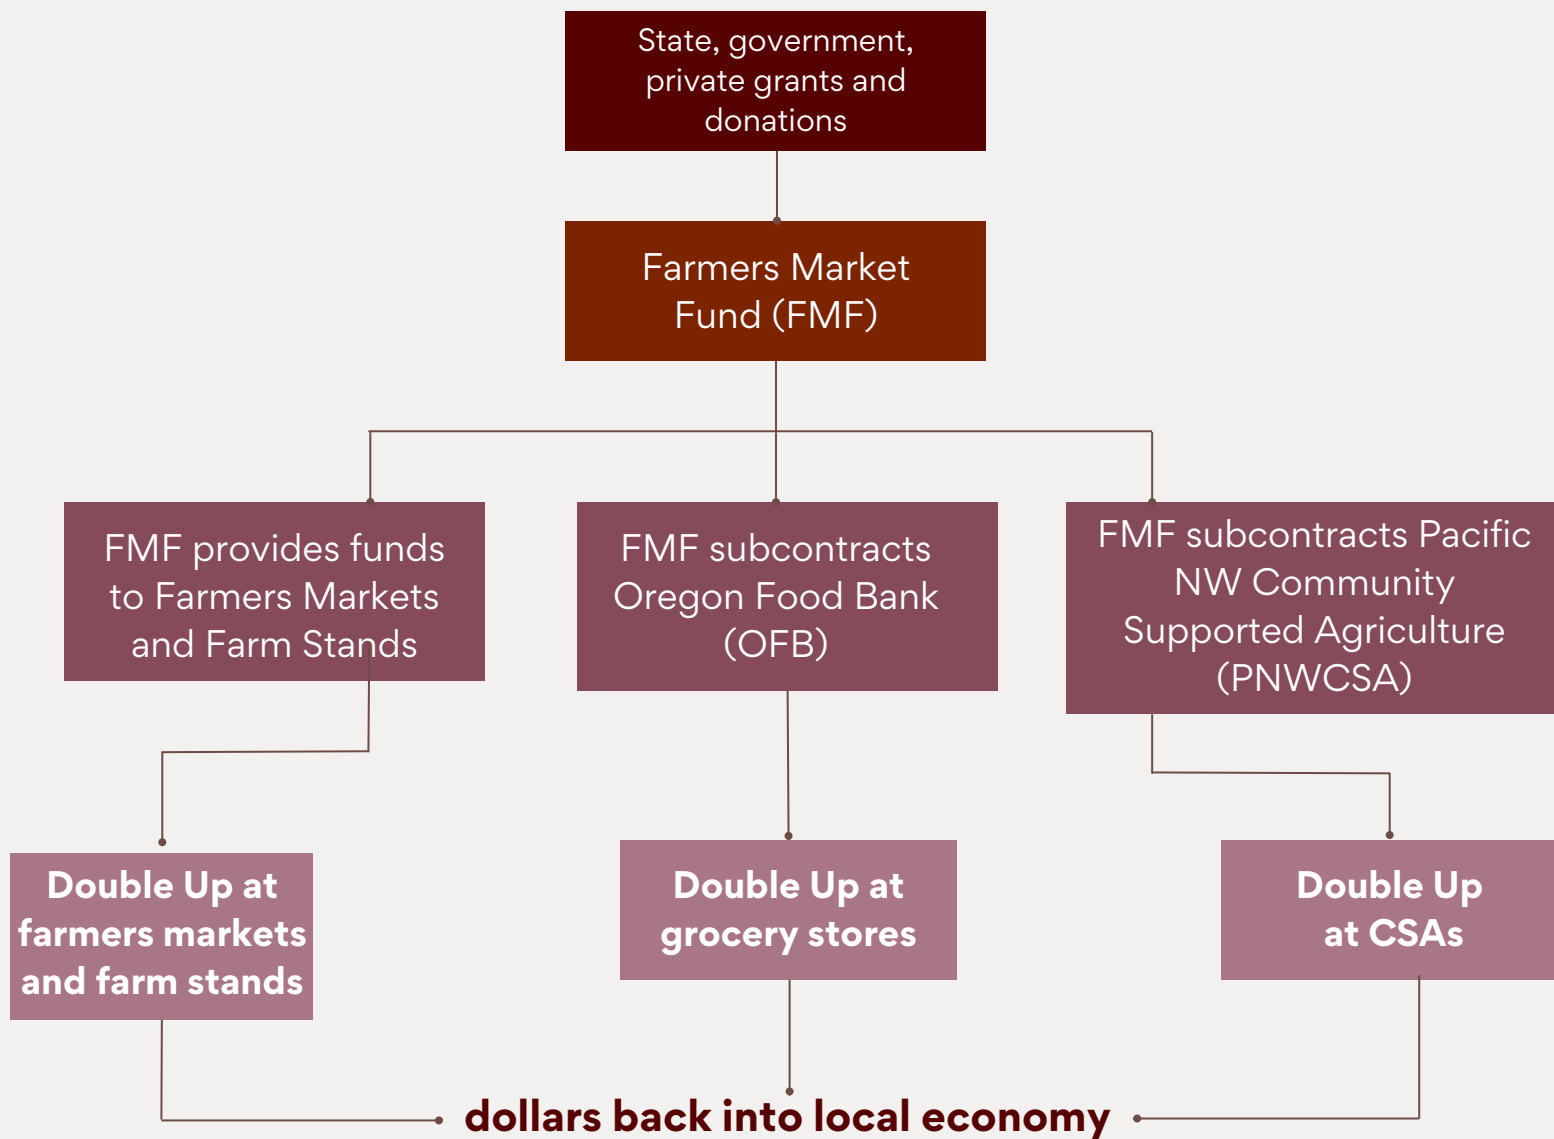 State, government,
private grants and
donations
Farmers Market
Fund (FMF)
FMF provides funds
to Farmers Markets
and Farm Stands
FMF subcontracts
Oregon Food Bank
(OFB)
FMF subcontracts Pacific
NW Community
Supported Agriculture
(PNWCSA)
Double Up at
farmers markets
and farm stands
Double Up at
grocery stores
Double Up
at CSAs
dollars back into local economy